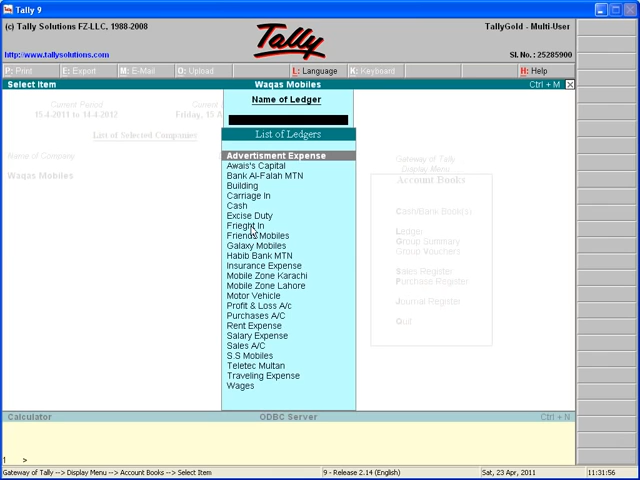 Tally 9
(c) Tally Solutions FZ-LLC, 1988-2008
TallyGold - Multi-User
Tally
http://www.tallysolutions.com
Sl. No. : 25285900
P: Print E: Export M: E-Mail O: Upload L: Language K: Keyboard H: Help
Select Item Waqas Mobiles Ctrl + M
Name of Ledger
List of Ledgers
Current Period
15-4-2011 to 14-4-2012
Friday, 15 A
List of Selected Companies
Name of Company
Waqas Mobiles
Advertisment Expense
Awais's Capital
Bank Al-Falah MTN
Building
Carriage In
Cash
Excise Duty
Frieght In
Friends Mobiles
Galaxy Mobiles
Habib Bank MTN
Insurance Expense
Mobile Zone Karachi
Mobile Zone Lahore
Motor Vehicle
Profit & Loss A/c
Purchases A/C
Rent Expense
Salary Expense
Sales A/C
S.S Mobiles
Teletec Multan
Traveling Expense
Wages
Gateway of Tally
Display Menu
Account Books
Cash/Bank Book(s)
Ledger
Group Summary
Group Vouchers
Sales Register
Purchase Register
Journal Register
Quit
Calculator ODBC Server Ctrl + N
1 >
Gateway of Tally --> Display Menu --> Account Books --> Select Item
9 - Release 2.14 (English)
Sat, 23 Apr, 2011
11:31:56